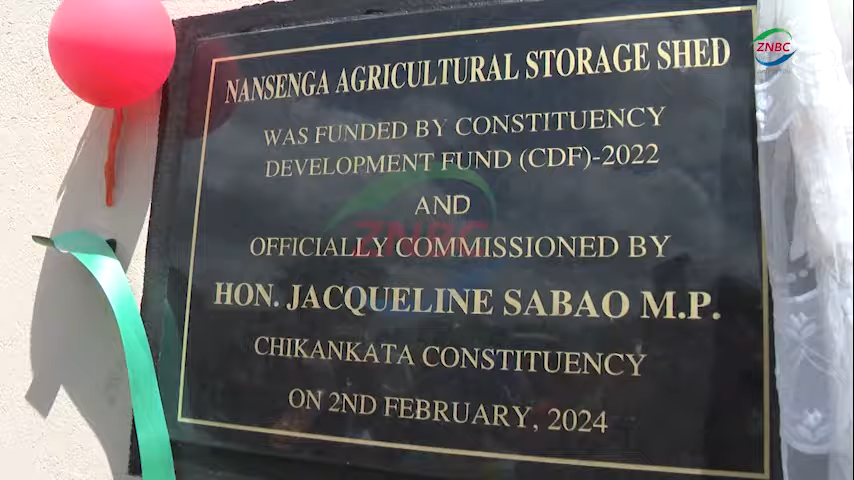 ZNBC
NANSENGA AGRICULTURAL STORAGE SHED
WAS FUNDED BY CONSTITUENCY
DEVELOPMENT FUND (CDF)-2022
AND
ZNBC
OFFICIALLY COMMISSIONED BY
HON. JACQUELINE SABAO M.P.
CHIKANKATA CONSTITUENCY
ON 2ND FEBRUARY, 2024